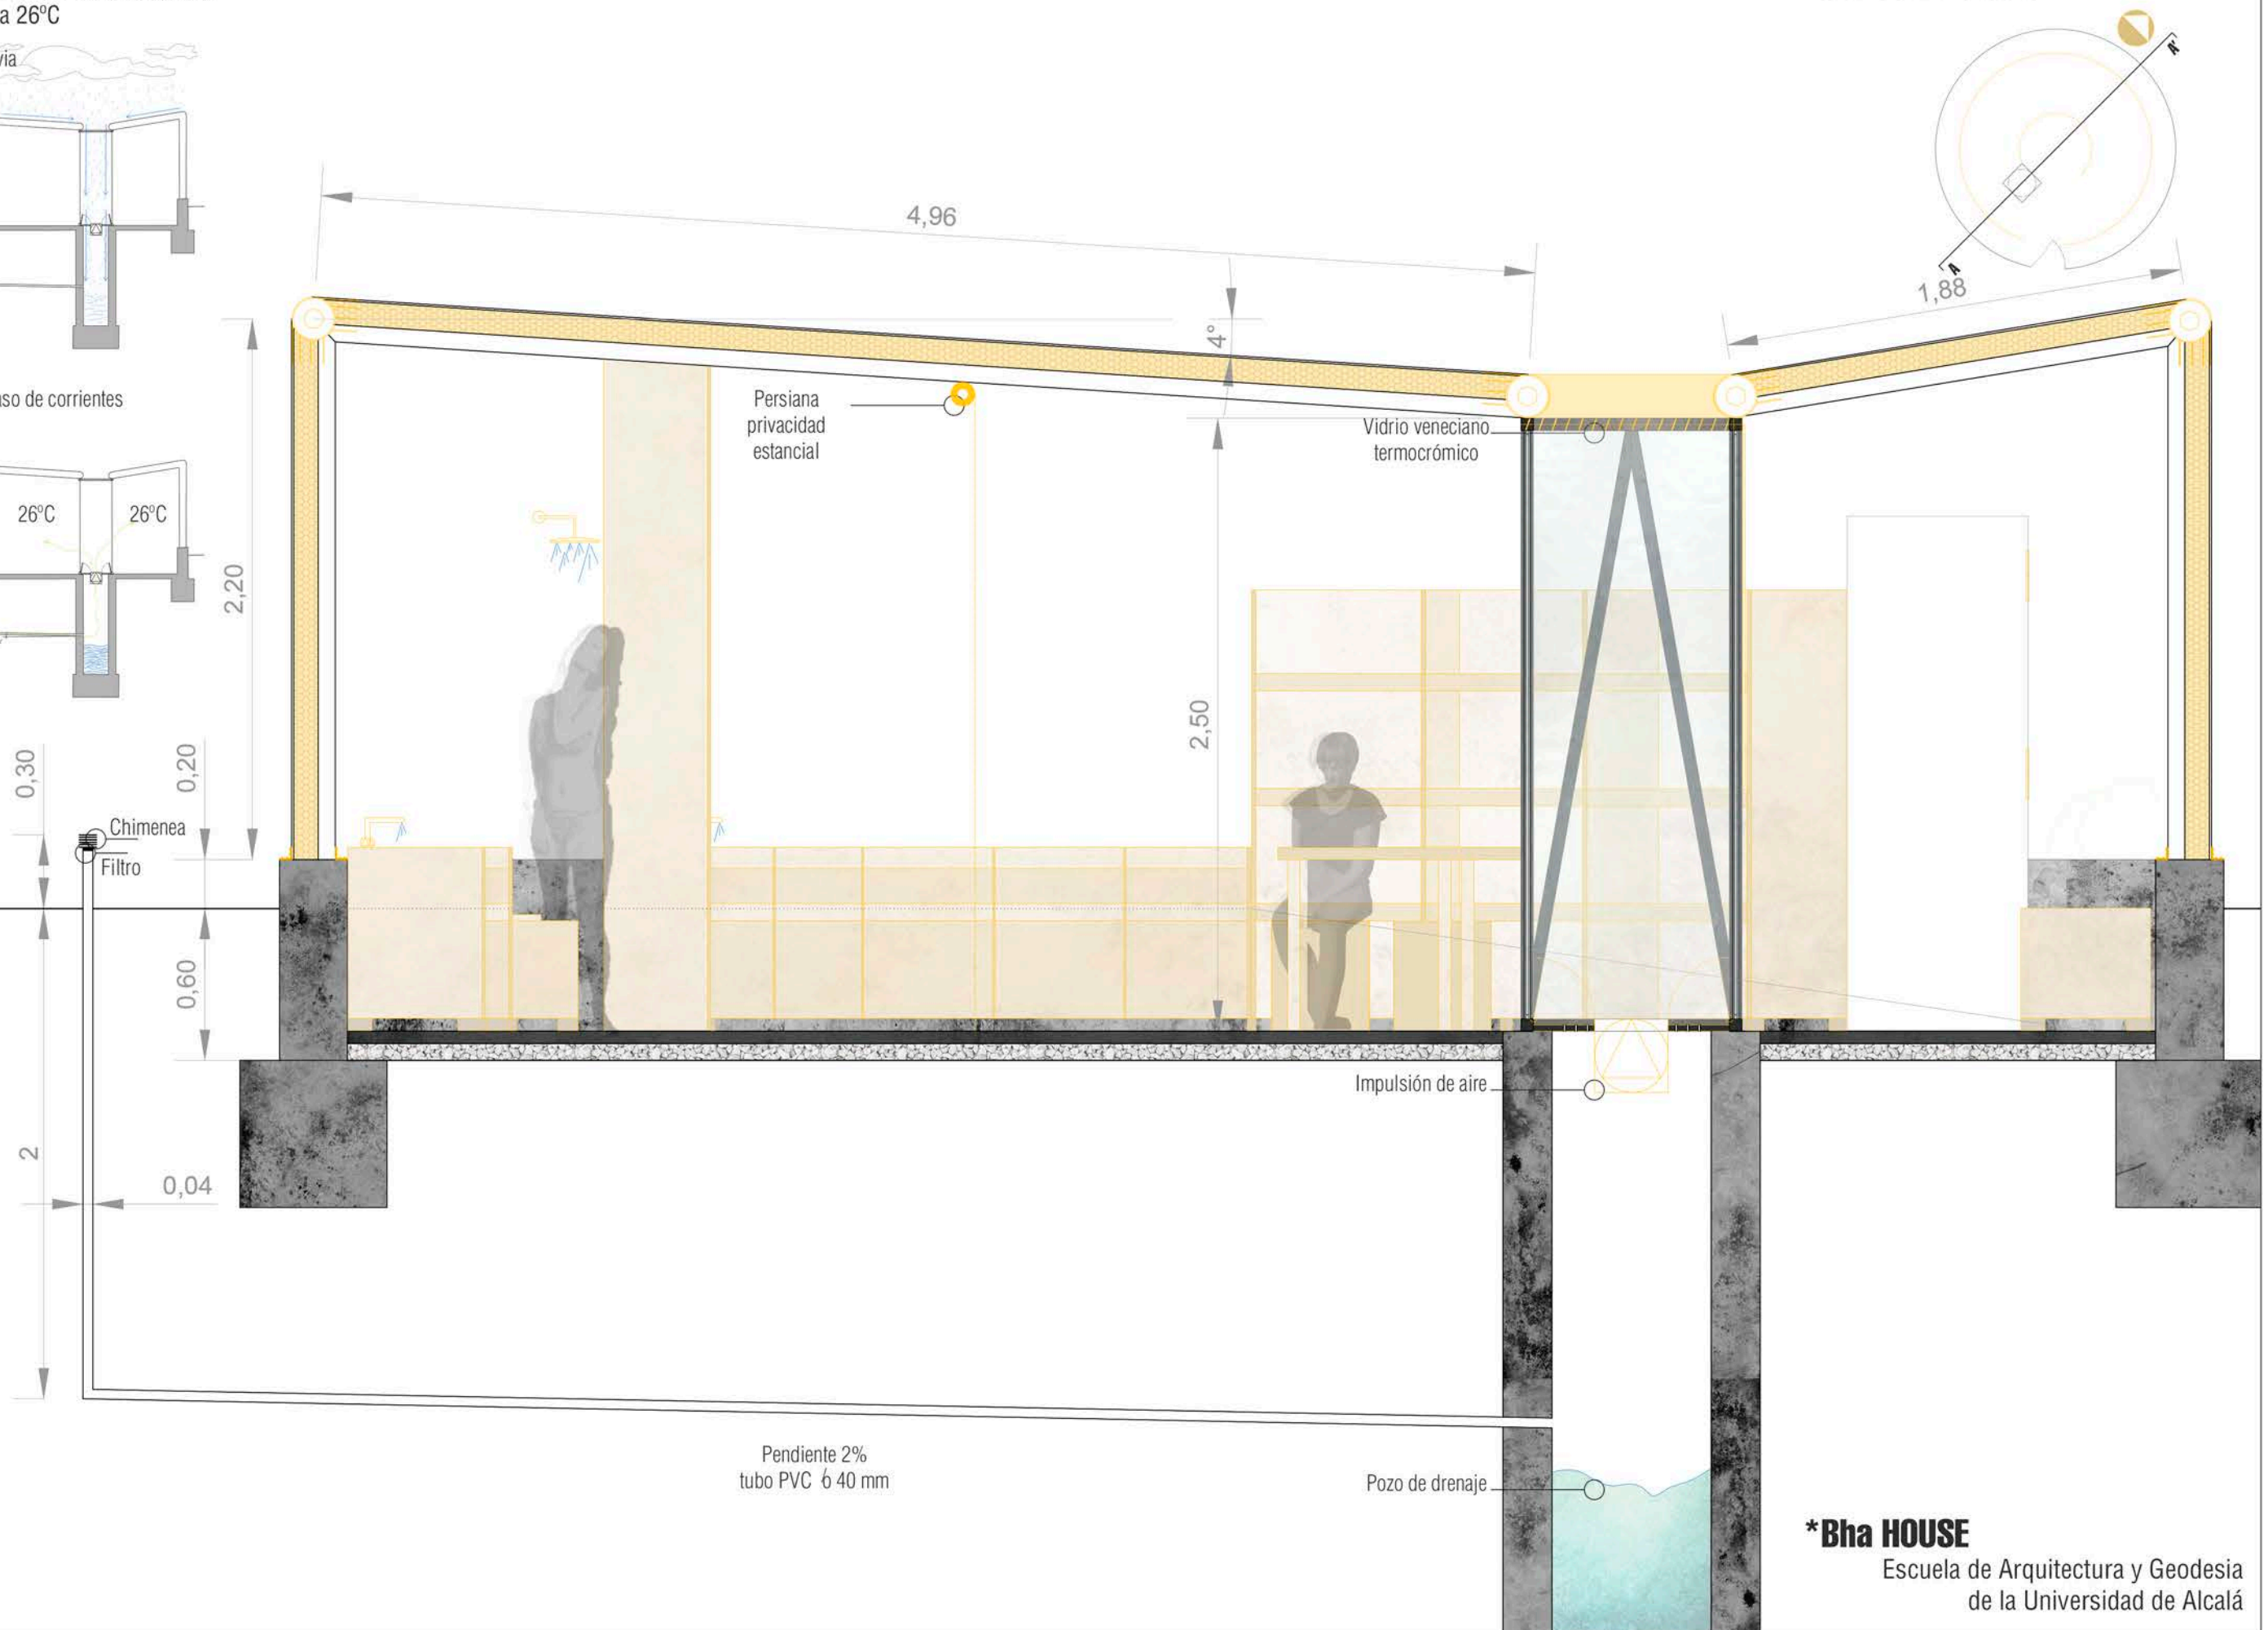 a 26ºC
4,96
1,88
A'
A
4°
Persiana
privacidad
estancial
Vidrio veneciano
termocrómico
de corrientes
26ºC
26ºC
2,20
2,50
0,30
0,20
Chimenea
Filtro
0,60
Impulsión de aire
2
0,04
Pendiente 2%
tubo PVC 40 mm
Pozo de drenaje
*Bha HOUSE
Escuela de Arquitectura y Geodesia
de la Universidad de Alcalá